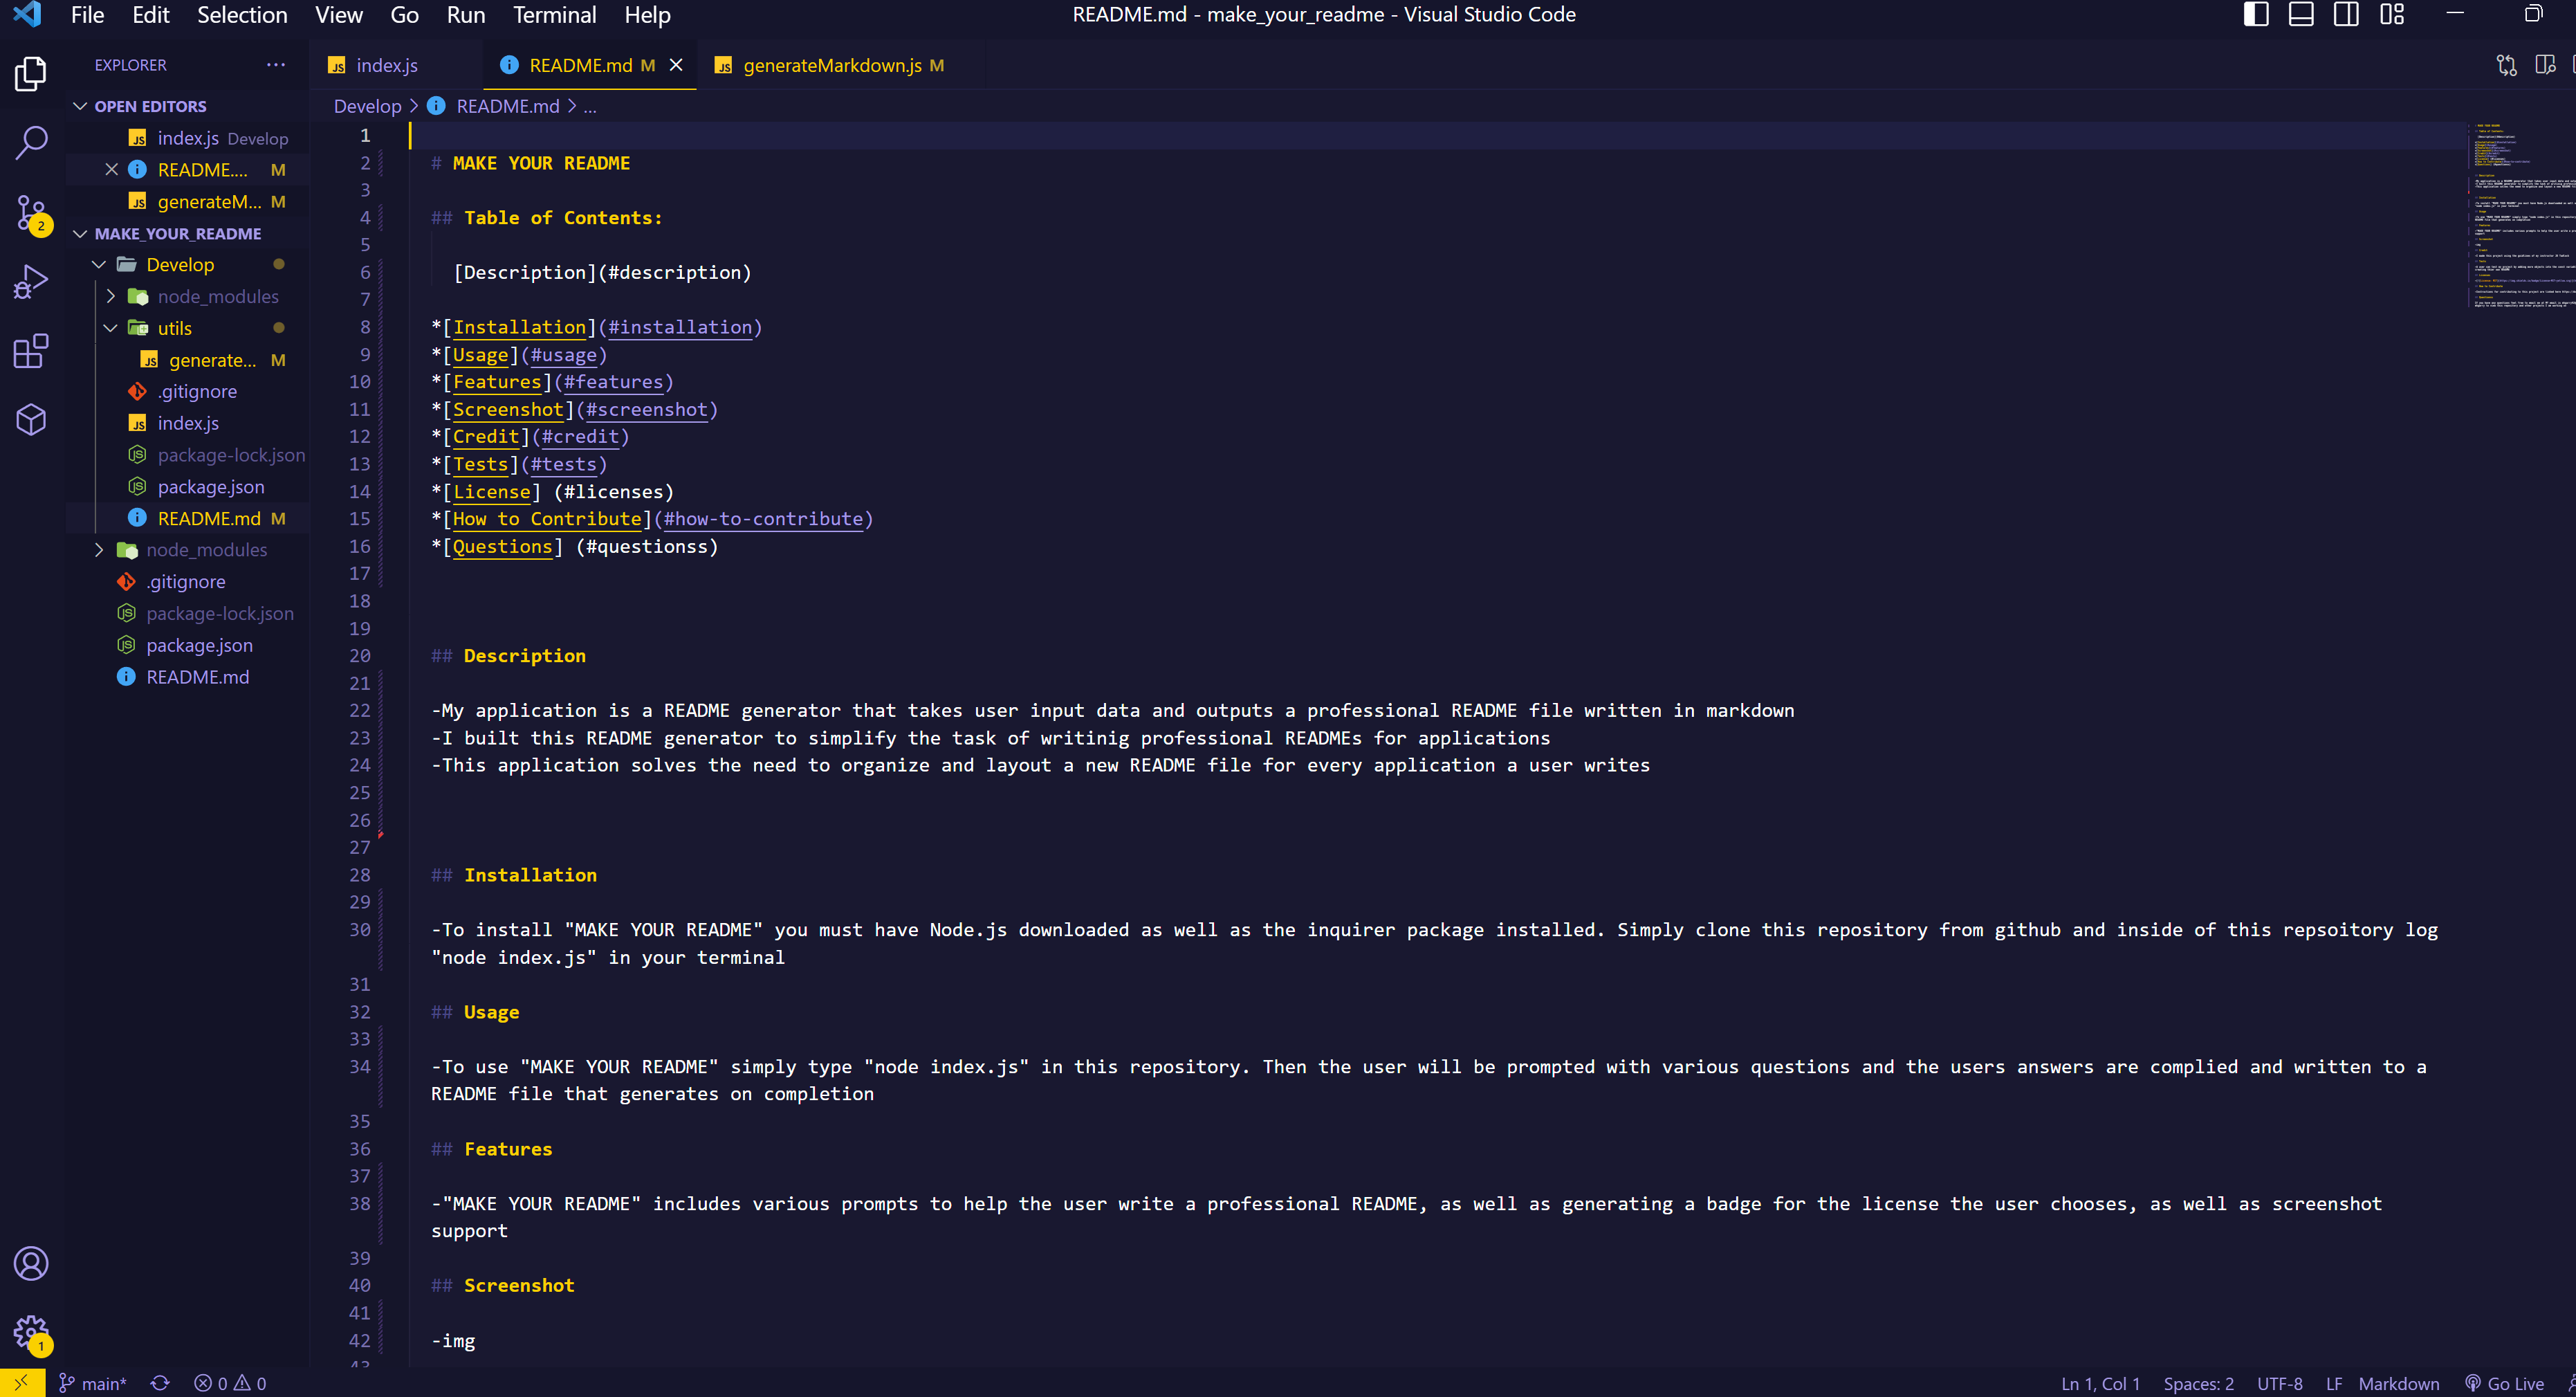 File Edit Selection View Go Run Terminal Help
README.md - make_your_readme - Visual Studio Code
EXPLORER ...
OPEN EDITORS
index.js Develop
README.... M
generateM... M
MAKE_YOUR_README
Develop
node_modules
utils
generate... M
.gitignore
index.js
package-lock.json
package.json
README.md M
node_modules
.gitignore
package-lock.json
package.json
README.md
2
1
index.js
README.md M
generateMarkdown.js M
Develop > README.md > ...
1
2 # MAKE YOUR README
3
4 ## Table of Contents:
5
6 [Description](#description)
7
8 *[Installation](#installation)
9 *[Usage](#usage)
10 *[Features](#features)
11 *[Screenshot](#screenshot)
12 *[Credit](#credit)
13 *[Tests](#tests)
14 *[License] (#licenses)
15 *[How to Contribute](#how-to-contribute)
16 *[Questions] (#questionss)
17
18
19
20 ## Description
21
22 -My application is a README generator that takes user input data and outputs a professional README file written in markdown
23 -I built this README generator to simplify the task of writinig professional READMEs for applications
24 -This application solves the need to organize and layout a new README file for every application a user writes
25
26
27
28 ## Installation
29
30 -To install "MAKE YOUR README" you must have Node.js downloaded as well as the inquirer package installed. Simply clone this repository from github and inside of this repsoitory log
"node index.js" in your terminal
31
32 ## Usage
33
34 -To use "MAKE YOUR README" simply type "node index.js" in this repository. Then the user will be prompted with various questions and the users answers are complied and written to a
README file that generates on completion
35
36 ## Features
37
38 -"MAKE YOUR README" includes various prompts to help the user write a professional README, as well as generating a badge for the license the user chooses, as well as screenshot
support
39
40 ## Screenshot
41
42 -img
43
main* 0 0
Ln 1, Col 1 Spaces: 2 UTF-8 LF Markdown Go Live